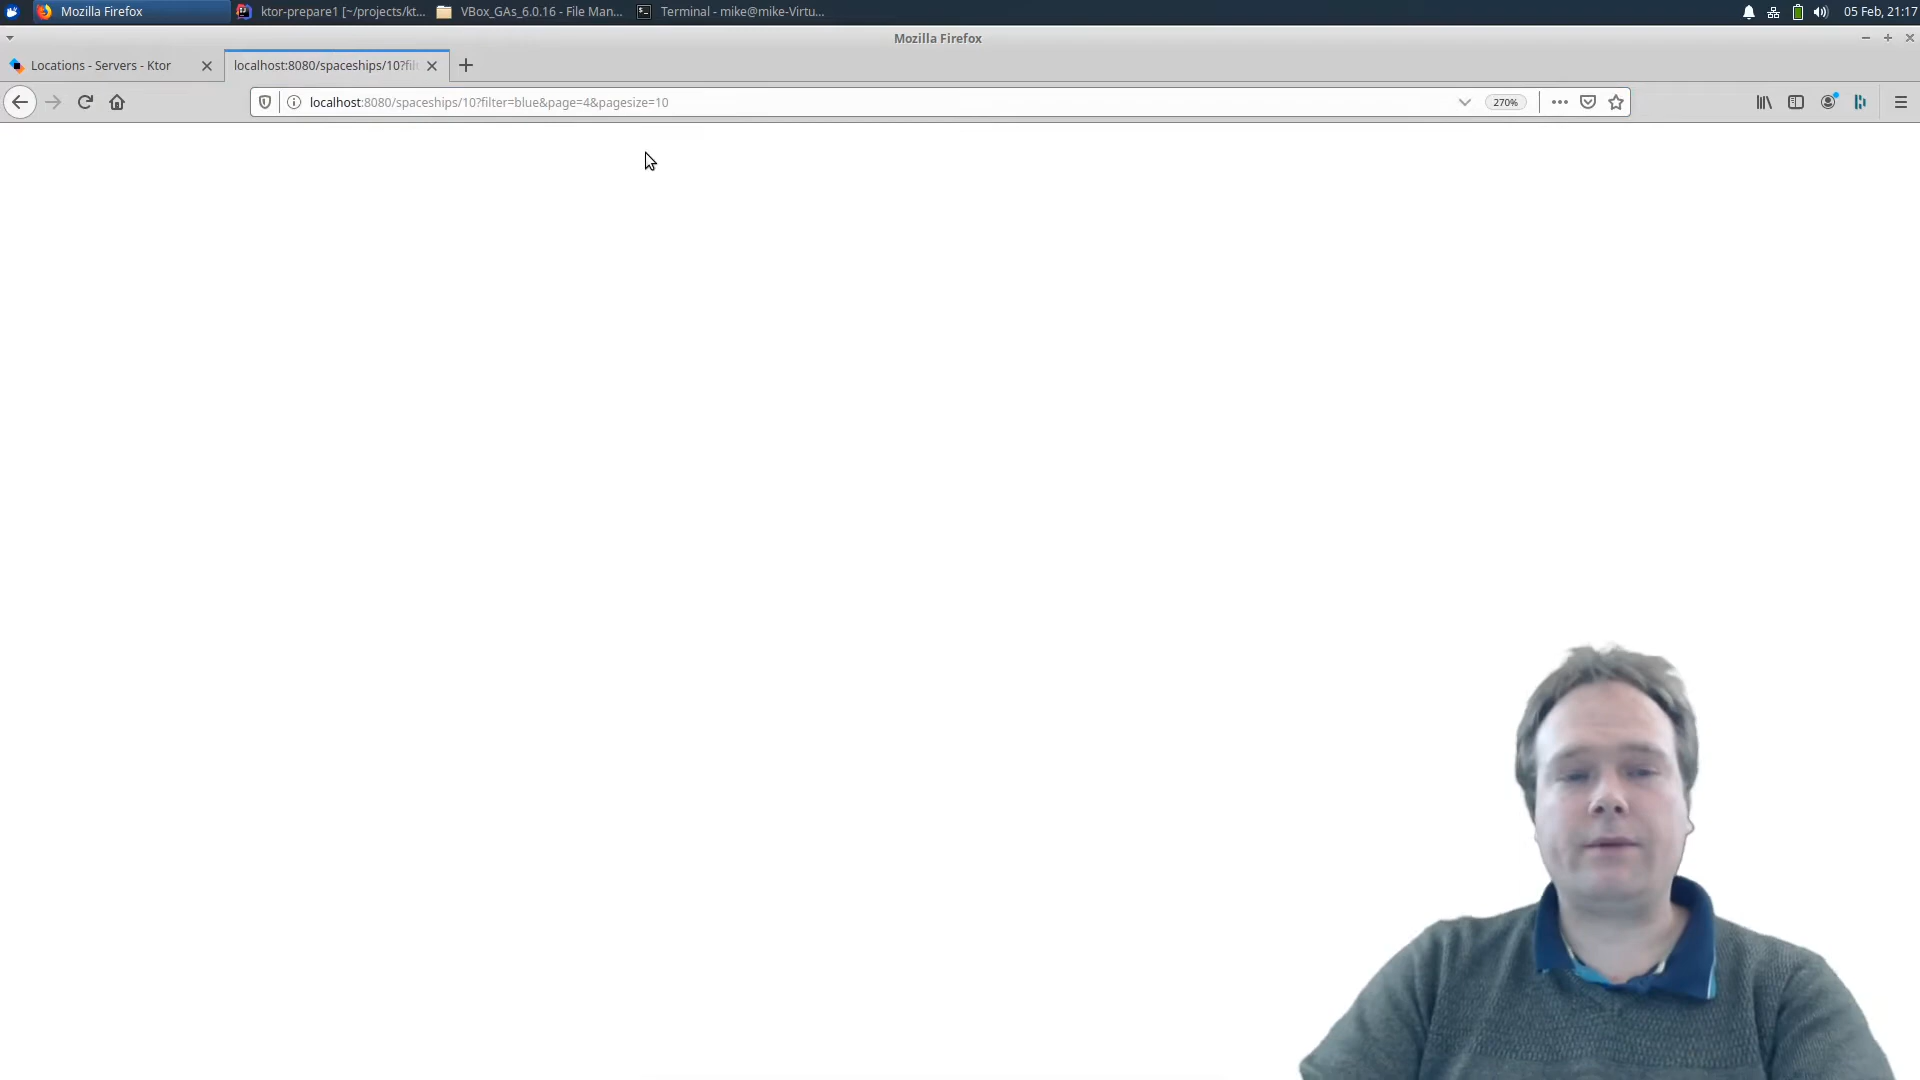 Mozilla Firefox
ktor-prepare1 [~/projects/kt...
VBox_GAs_6.0.16 - File Man...
Terminal - mike@mike-Virtu...
05 Feb, 21:17
Mozilla Firefox
Locations - Servers - Ktor
localhost:8080/spaceships/10?fil
localhost:8080/spaceships/10?filter=blue&page=4&pagesize=10
270%